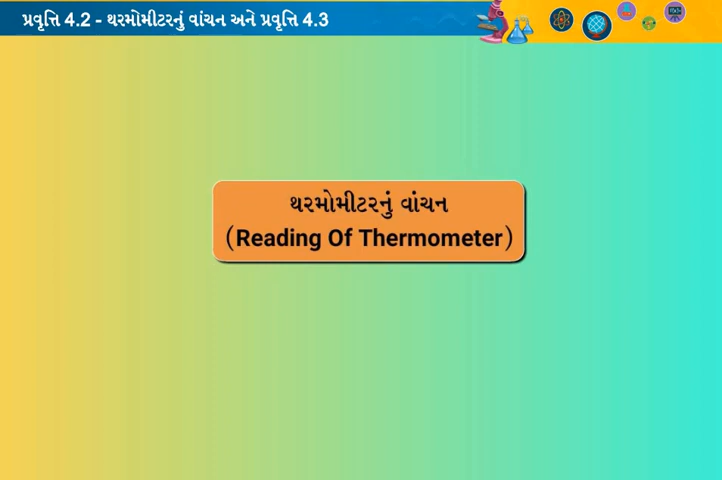 પ્રવૃત્તિ 4.2 - થરમોમીટરનું વાંચન અને પ્રવૃત્તિ 4.3
થરમોમીટરનું વાંચન
(Reading Of Thermometer)